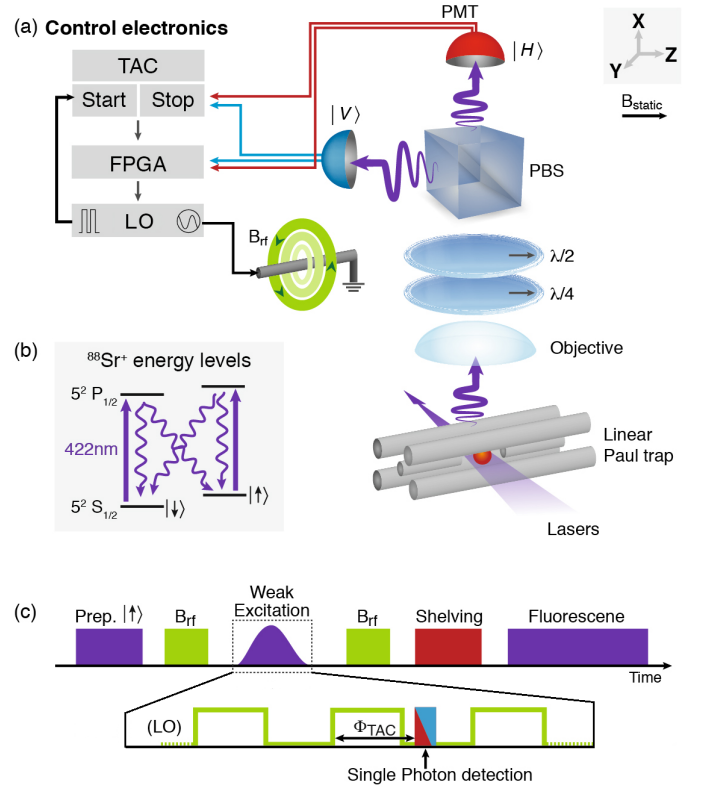 (a) Control electronics
PMT
|H⟩
X
Y
Z
B_static
TAC
Start
Stop
|V⟩
FPGA
PBS
LO
B_rf
λ/2
λ/4
Objective
(b)
⁸⁸Sr⁺ energy levels
5² P_1/2
422nm
5² S_1/2
|↓⟩
|↑⟩
Linear
Paul trap
Lasers
(c)
Prep. |↑⟩
B_rf
Weak
Excitation
B_rf
Shelving
Fluorescene
Time
(LO)
Φ_TAC
Single Photon detection